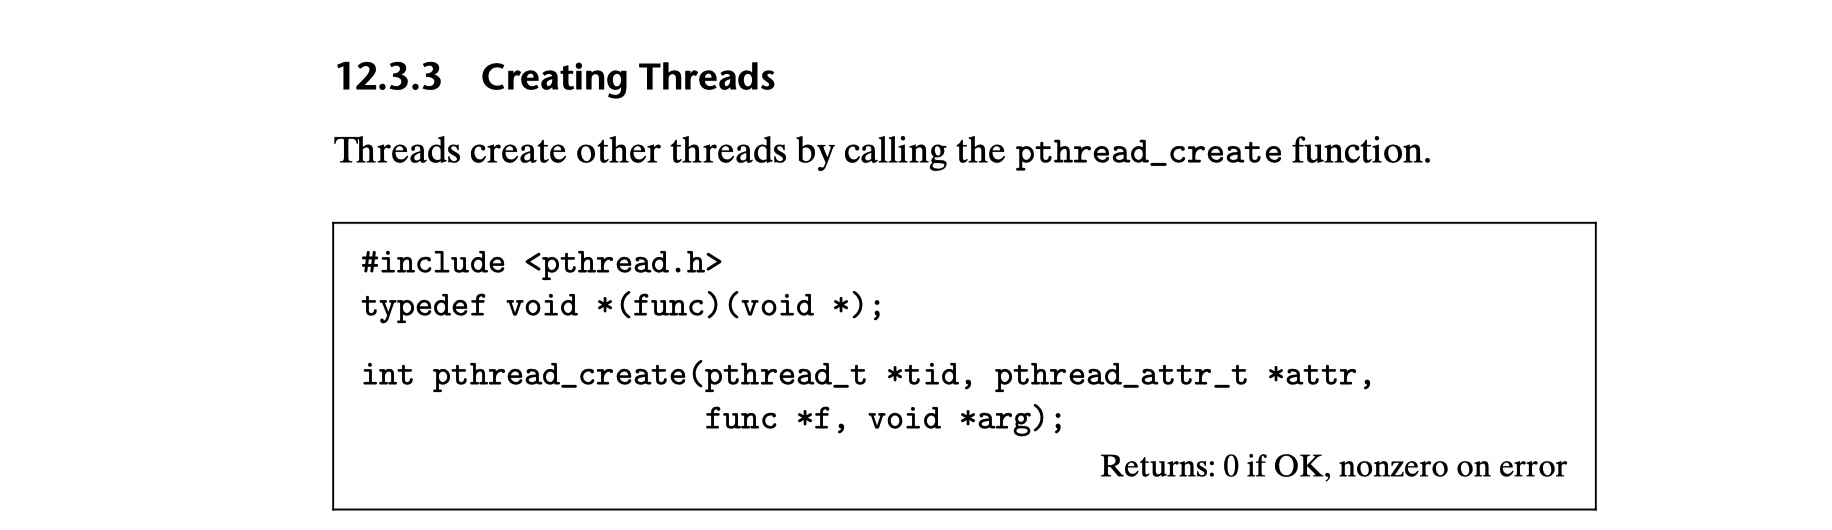 12.3.3 Creating Threads
Threads create other threads by calling the pthread_create function.
#include <pthread.h>
typedef void *(func)(void *);
int pthread_create(pthread_t *tid, pthread_attr_t *attr,
func *f, void *arg);
Returns: 0 if OK, nonzero on error